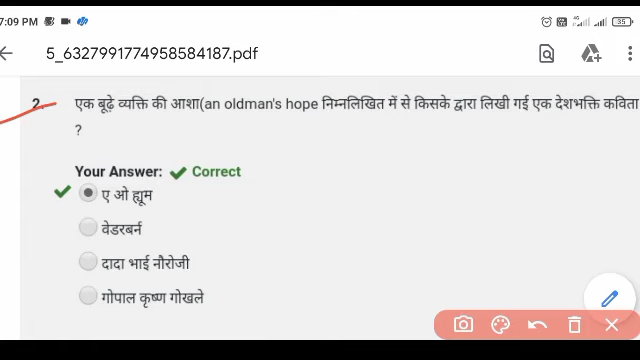 7:09 PM 35
5_6327991774958584187.pdf
2. एक बूढ़े व्यक्ति की आशा(an oldman's hope निम्नलिखित में से किसके द्वारा लिखी गई एक देशभक्ति कविता
?
Your Answer: Correct
ए ओ ह्यूम
वेडरबर्न
दादा भाई नौरोजी
गोपाल कृष्ण गोखले